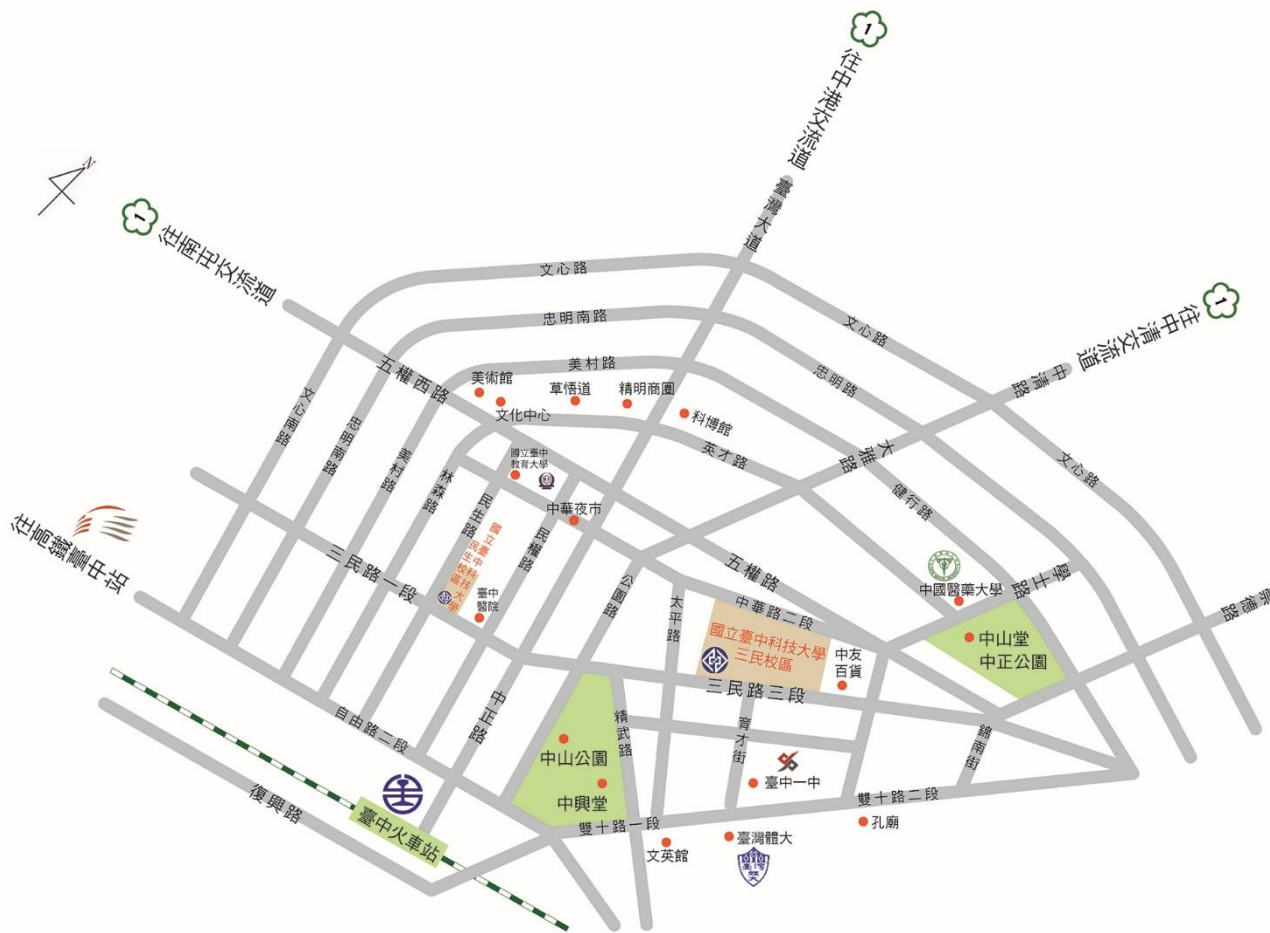 1
往中港交流道
臺灣大道
N
1
往南屯交流道
1
往中清交流道
中清路
文心路
文心路
忠明南路
忠明路
美村路
五權西路
美術館
文化中心
草悟道
精明商圈
科博館
英才路
大雅路
健行路
文心路
文心南路
忠明南路
美村路
林森路
國立臺中
教育大學
民生路
民權路
中華夜市
國立臺中科技大學
民生校區
臺中
醫院
往高鐵臺中站
三民路一段
公園路
太平路
五權路
中華路二段
國立臺中科技大學
三民校區
中友
百貨
三民路三段
中國醫藥大學
學士路
崇德路
中山堂
中正公園
中正路
自由路二段
精武路
育才街
錦南街
中山公園
中興堂
臺中一中
雙十路一段
雙十路二段
孔廟
文英館
臺灣體大
臺灣
體大
復興路
臺中火車站